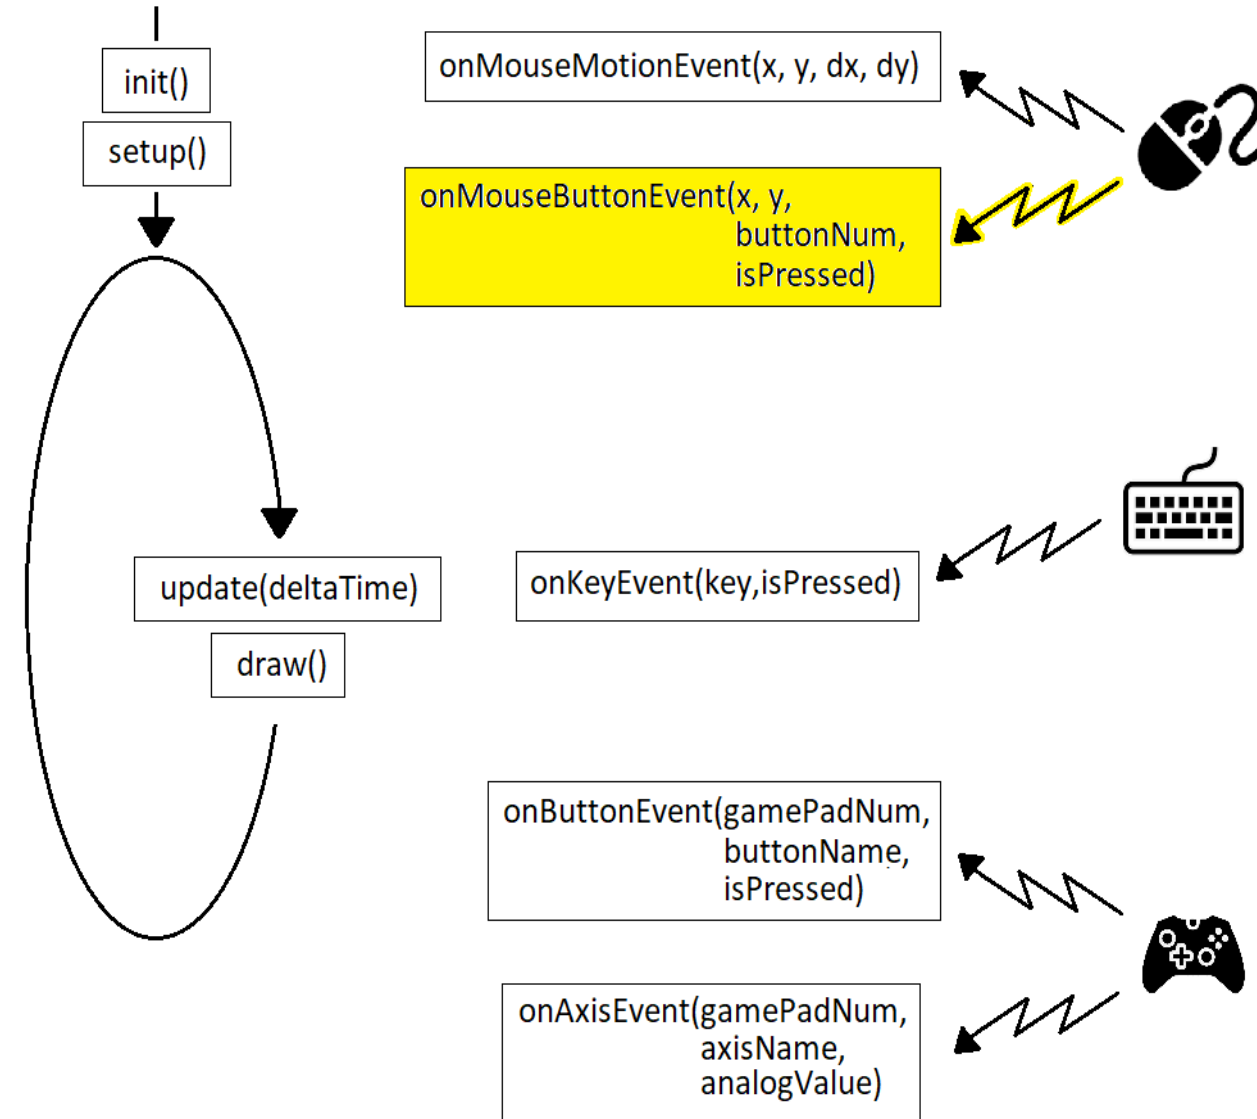 init()
setup()
update(deltaTime)
draw()
onMouseMotionEvent(x, y, dx, dy)
onMouseButtonEvent(x, y,
buttonNum,
isPressed)
onKeyEvent(key,isPressed)
onButtonEvent(gamePadNum,
buttonName,
isPressed)
onAxisEvent(gamePadNum,
axisName,
analogValue)